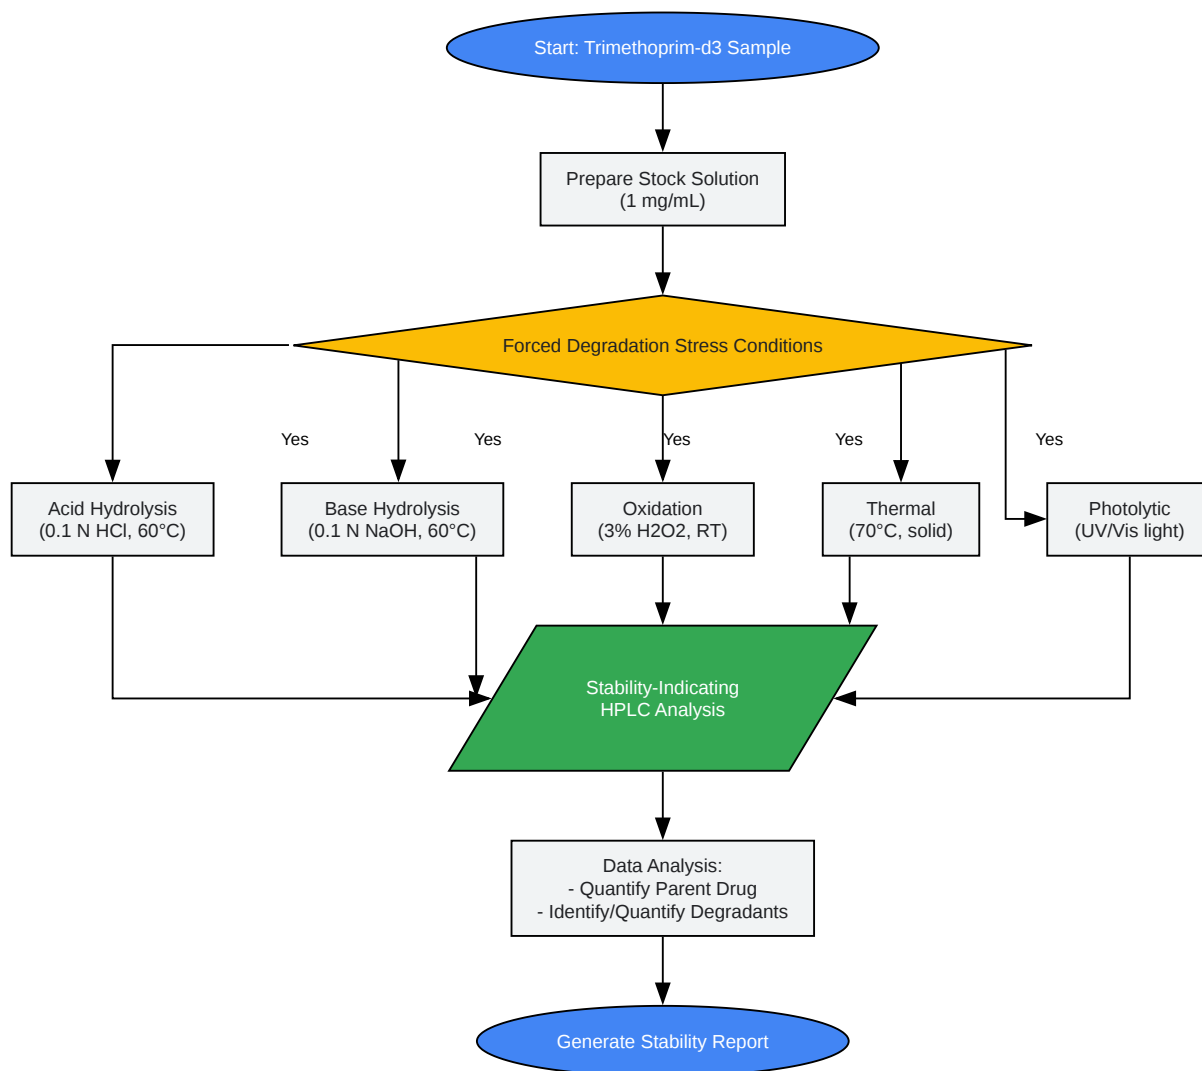 Start: Trimethoprim-d3 Sample
Prepare Stock Solution
(1 mg/mL)
Forced Degradation Stress Conditions
Yes
Yes
Yes
Yes
Yes
Acid Hydrolysis
(0.1 N HCl, 60°C)
Base Hydrolysis
(0.1 N NaOH, 60°C)
Oxidation
(3% H2O2, RT)
Thermal
(70°C, solid)
Photolytic
(UV/Vis light)
Stability-Indicating
HPLC Analysis
Data Analysis:
- Quantify Parent Drug
- Identify/Quantify Degradants
Generate Stability Report